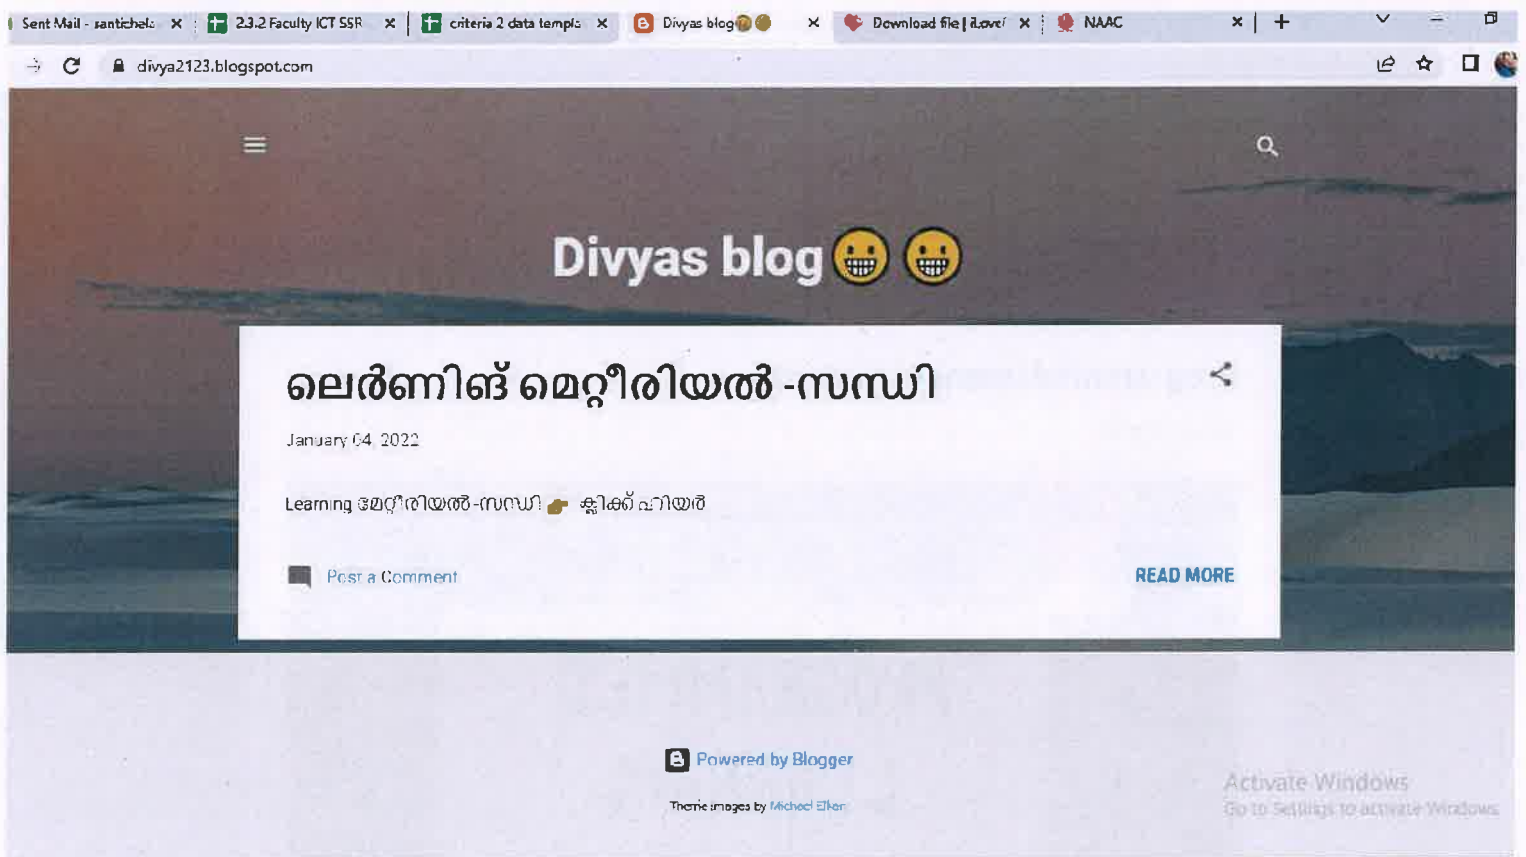 Sent Mail - santichela 2.3.2 Faculty ICT SSR criteria 2 data templa Divyas blog Download file | iLove NAAC
divya2123.blogspot.com
Divyas blog😀😀
ലെർണിങ് മെറ്റീരിയൽ -സന്ധി
January 04, 2022
Learning മേറ്റീരിയൽ -സന്ധി 👉 ക്ലിക്ക് ഹിയർ
Post a Comment
READ MORE
Powered by Blogger
Theme images by Michael Elkan
Activate Windows
Go to Settings to activate Windows.